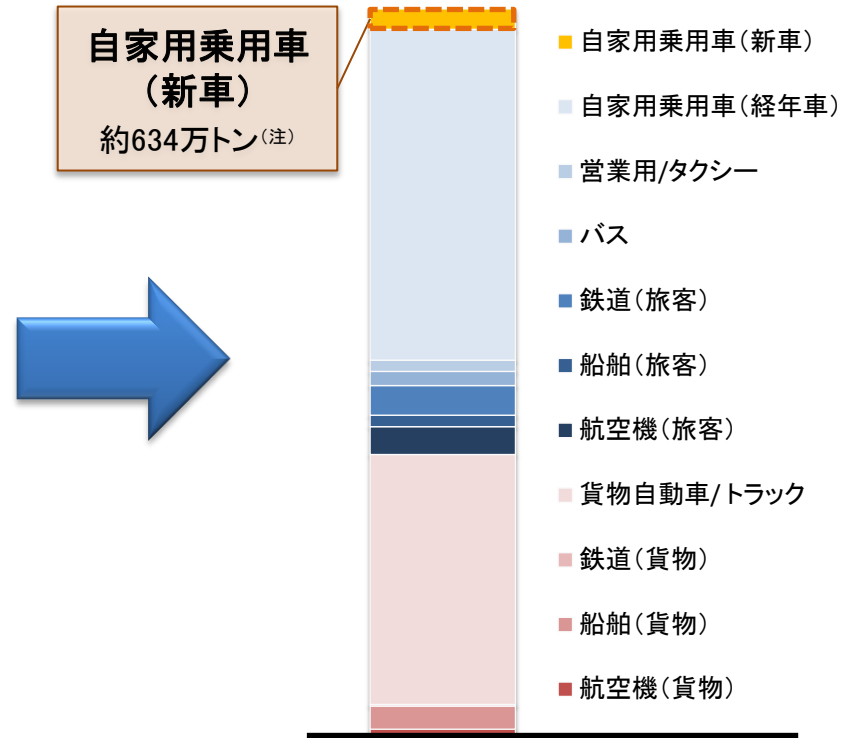 自家用乗用車
（新車）
約634万トン（注）
自家用乗用車（新車）
自家用乗用車（経年車）
営業用/タクシー
バス
鉄道（旅客）
船舶（旅客）
航空機（旅客）
貨物自動車/トラック
鉄道（貨物）
船舶（貨物）
航空機（貨物）